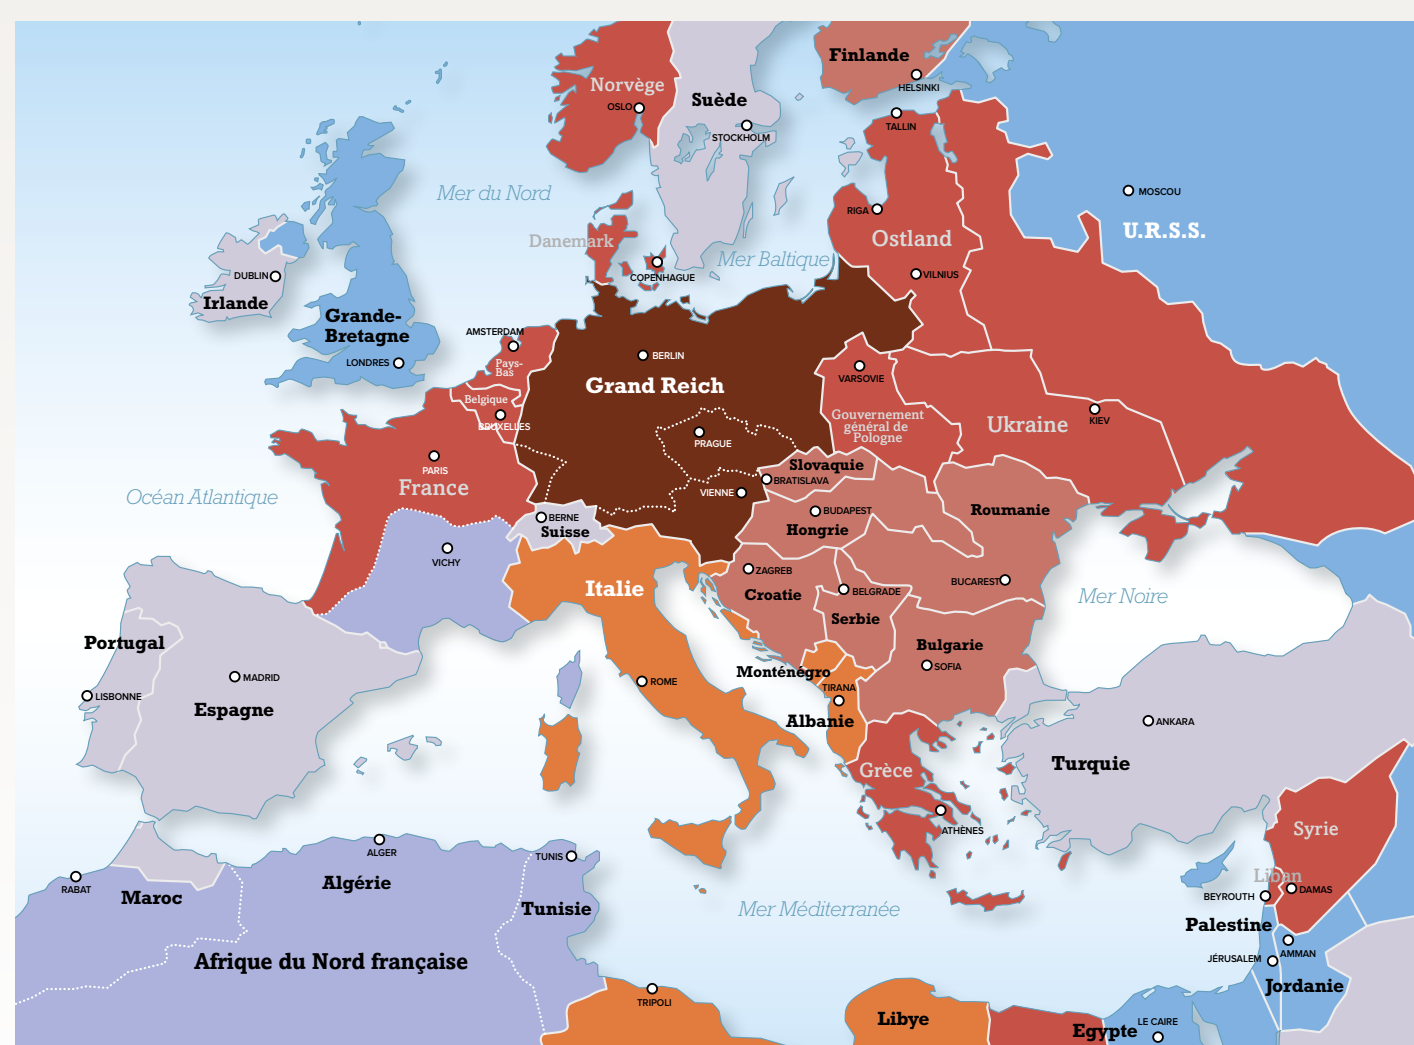 Finlande
HELSINKI
Norvège
OSLO
Suède
STOCKHOLM
TALLIN
Mer du Nord
MOSCOU
U.R.S.S.
RIGA
Ostland
Danemark
COPENHAGUE
Mer Baltique
VILNIUS
DUBLIN
Irlande
Grande-
Bretagne
LONDRES
AMSTERDAM
Pays-
Bas
BERLIN
Grand Reich
VARSOVIE
Belgique
BRUXELLES
Gouvernement
général de
Pologne
Ukraine
KIEV
PRAGUE
PARIS
France
Slovaquie
BRATISLAVA
VIENNE
Océan Atlantique
BERNE
Suisse
BUDAPEST
Hongrie
Roumanie
VICHY
ZAGREB
Croatie
Italie
BELGRADE
BUCAREST
Mer Noire
Serbie
Portugal
Bulgarie
SOFIA
Monténégro
MADRID
LISBONNE
Espagne
ROME
TIRANA
Albanie
ANKARA
Turquie
Grèce
ATHÈNES
Syrie
ALGER
TUNIS
Liban
DAMAS
BEYROUTH
RABAT
Maroc
Algérie
Tunisie
Mer Méditerranée
Palestine
AMMAN
JÉRUSALEM
Afrique du Nord française
Jordanie
TRIPOLI
Libye
Egypte
LE CAIRE